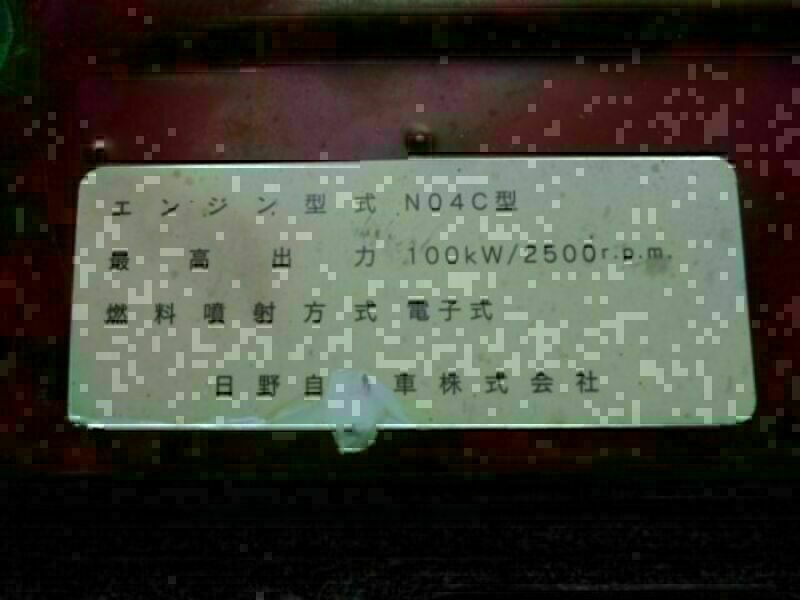 エンジン型式 N04C型
最高出力 100kW/2500r.p.m.
燃料噴射方式 電子式
日野自 車株式会社